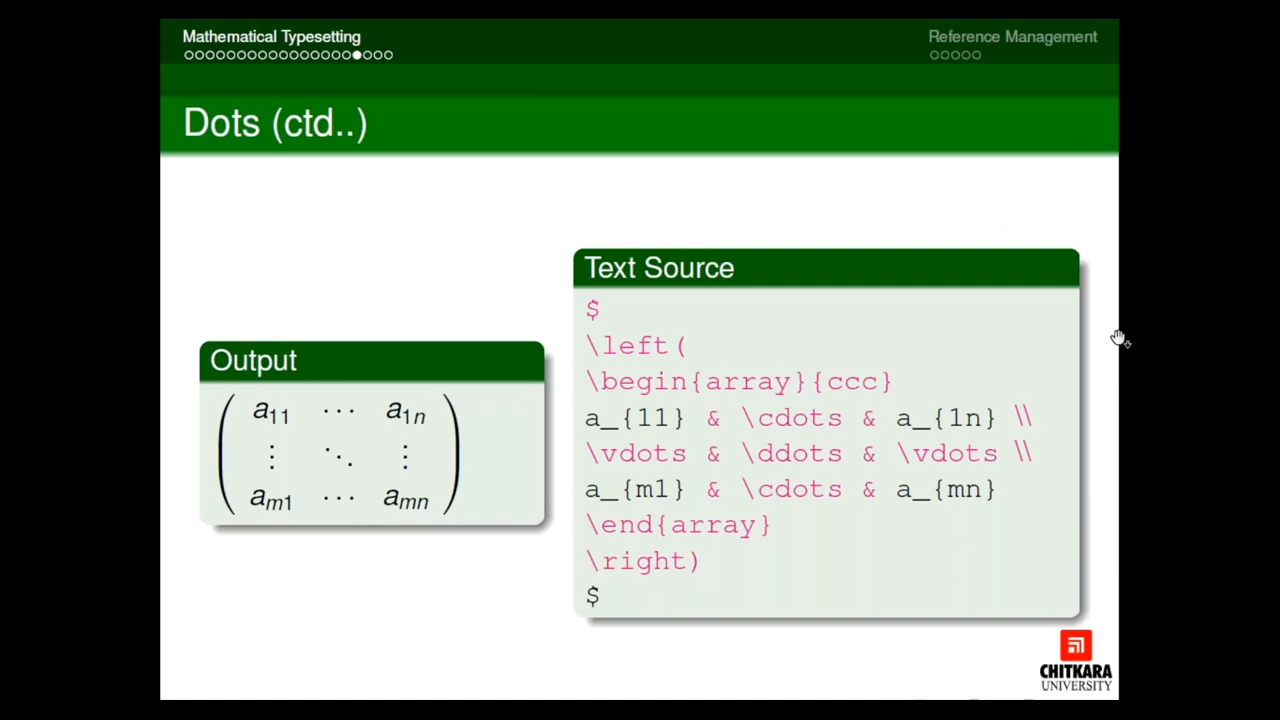 Mathematical Typesetting
Reference Management
Dots (ctd..)
Output
a11 ⋯ a1n
⋮ ⋱ ⋮
am1 ⋯ amn
Text Source
$
\left(
\begin{array}{ccc}
a_{11} & \cdots & a_{1n} \\
\vdots & \ddots & \vdots \\
a_{m1} & \cdots & a_{mn}
\end{array}
\right)
$
CHITKARA
UNIVERSITY